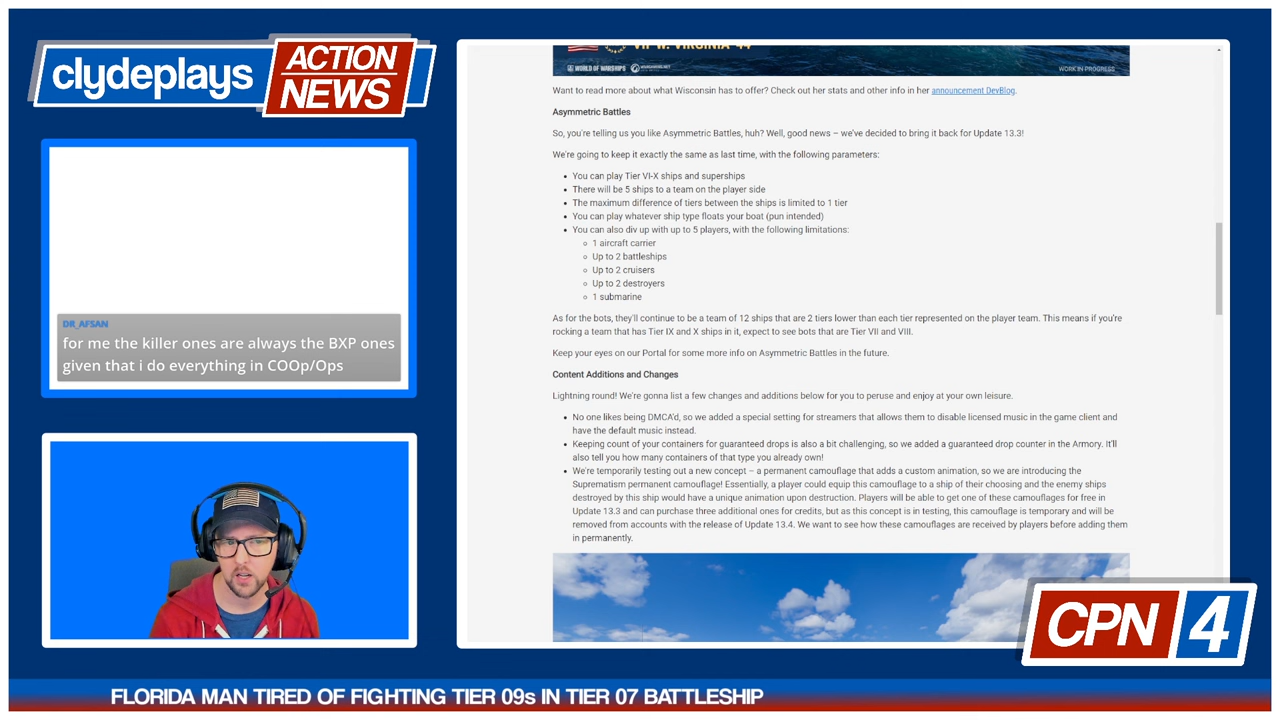 clydeplays
ACTION
NEWS
DR_AFSAN
for me the killer ones are always the BXP ones
given that i do everything in COOp/Ops
VIP W. VIRGINIA '44
WORLD OF WARSHIPS
WARGAMING.NET
WORK IN PROGRESS
Want to read more about what Wisconsin has to offer? Check out her stats and other info in her announcement DevBlog.
Asymmetric Battles
So, you're telling us you like Asymmetric Battles, huh? Well, good news – we've decided to bring it back for Update 13.3!
We're going to keep it exactly the same as last time, with the following parameters:
• You can play Tier VI-X ships and superships
• There will be 5 ships to a team on the player side
• The maximum difference of tiers between the ships is limited to 1 tier
• You can play whatever ship type floats your boat (pun intended)
• You can also div up with up to 5 players, with the following limitations:
○ 1 aircraft carrier
○ Up to 2 battleships
○ Up to 2 cruisers
○ Up to 2 destroyers
○ 1 submarine
As for the bots, they'll continue to be a team of 12 ships that are 2 tiers lower than each tier represented on the player team. This means if you're
rocking a team that has Tier IX and X ships in it, expect to see bots that are Tier VII and VIII.
Keep your eyes on our Portal for some more info on Asymmetric Battles in the future.
Content Additions and Changes
Lightning round! We're gonna list a few changes and additions below for you to peruse and enjoy at your own leisure.
• No one likes being DMCA'd, so we added a special setting for streamers that allows them to disable licensed music in the game client and
have the default music instead.
• Keeping count of your containers for guaranteed drops is also a bit challenging, so we added a guaranteed drop counter in the Armory. It'll
also tell you how many containers of that type you already own!
• We're temporarily testing out a new concept – a permanent camouflage that adds a custom animation, so we are introducing the
Suprematism permanent camouflage! Essentially, a player could equip this camouflage to a ship of their choosing and the enemy ships
destroyed by this ship would have a unique animation upon destruction. Players will be able to get one of these camouflages for free in
Update 13.3 and can purchase three additional ones for credits, but as this concept is in testing, this camouflage is temporary and will be
removed from accounts with the release of Update 13.4. We want to see how these camouflages are received by players before adding them
in permanently.
CPN 4
FLORIDA MAN TIRED OF FIGHTING TIER 09s IN TIER 07 BATTLESHIP